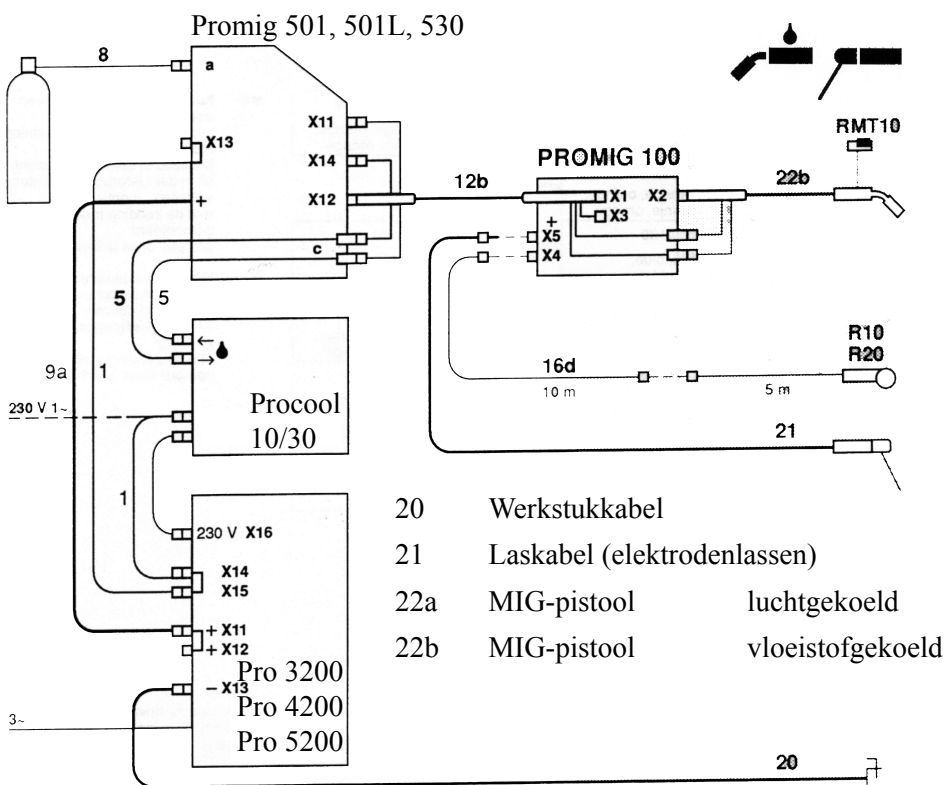 Promig 501, 501L, 530
8
a
X13
X11
X14
X12
+
c
12b
PROMIG 100
X1 X2
X3
+
X5
X4
22b
RMT10
5 5
9a 1
230 V 1~
← 
→
Procool
10/30
1
16d
10 m
5 m
R10
R20
21
230 V X16
X14
X15
+ X11
+ X12
− X13
Pro 3200
Pro 4200
Pro 5200
3~
20 Werkstukkabel
21 Laskabel (elektrodenlassen)
22a MIG-pistool luchtgekoeld
22b MIG-pistool vloeistofgekoeld
20